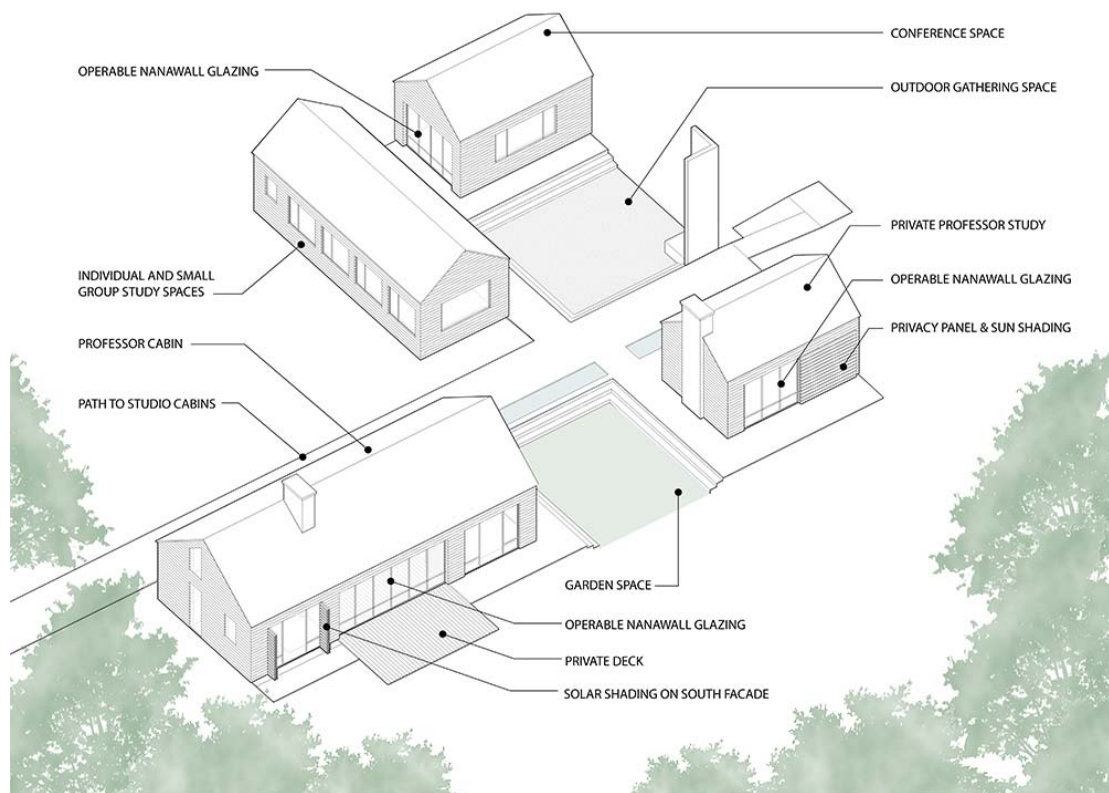 CONFERENCE SPACE
OPERABLE NANAWALL GLAZING
OUTDOOR GATHERING SPACE
PRIVATE PROFESSOR STUDY
OPERABLE NANAWALL GLAZING
INDIVIDUAL AND SMALL
GROUP STUDY SPACES
PRIVACY PANEL & SUN SHADING
PROFESSOR CABIN
PATH TO STUDIO CABINS
GARDEN SPACE
OPERABLE NANAWALL GLAZING
PRIVATE DECK
SOLAR SHADING ON SOUTH FACADE